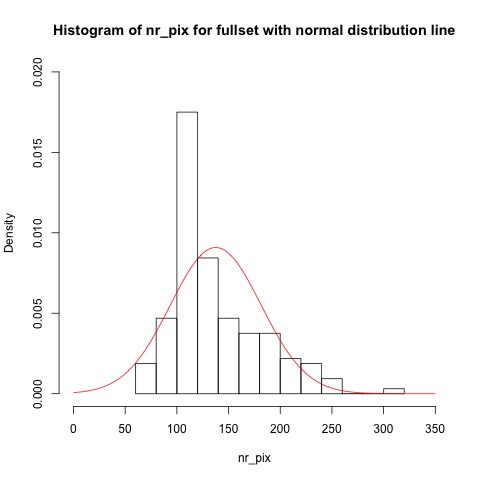 Histogram of nr_pix for fullset with normal distribution line
Density
0.020
0.015
0.010
0.005
0.000
0 50 100 150 200 250 300 350
nr_pix